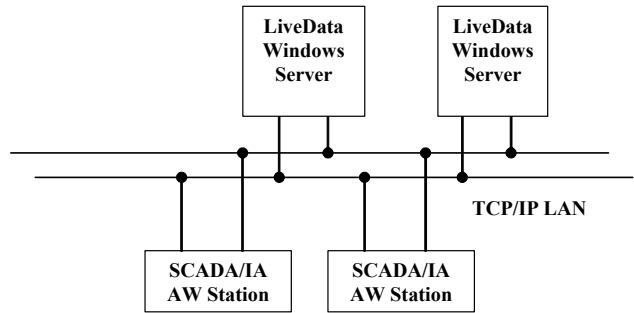 LiveData
Windows
Server
LiveData
Windows
Server
TCP/IP LAN
SCADA/IA
AW Station
SCADA/IA
AW Station